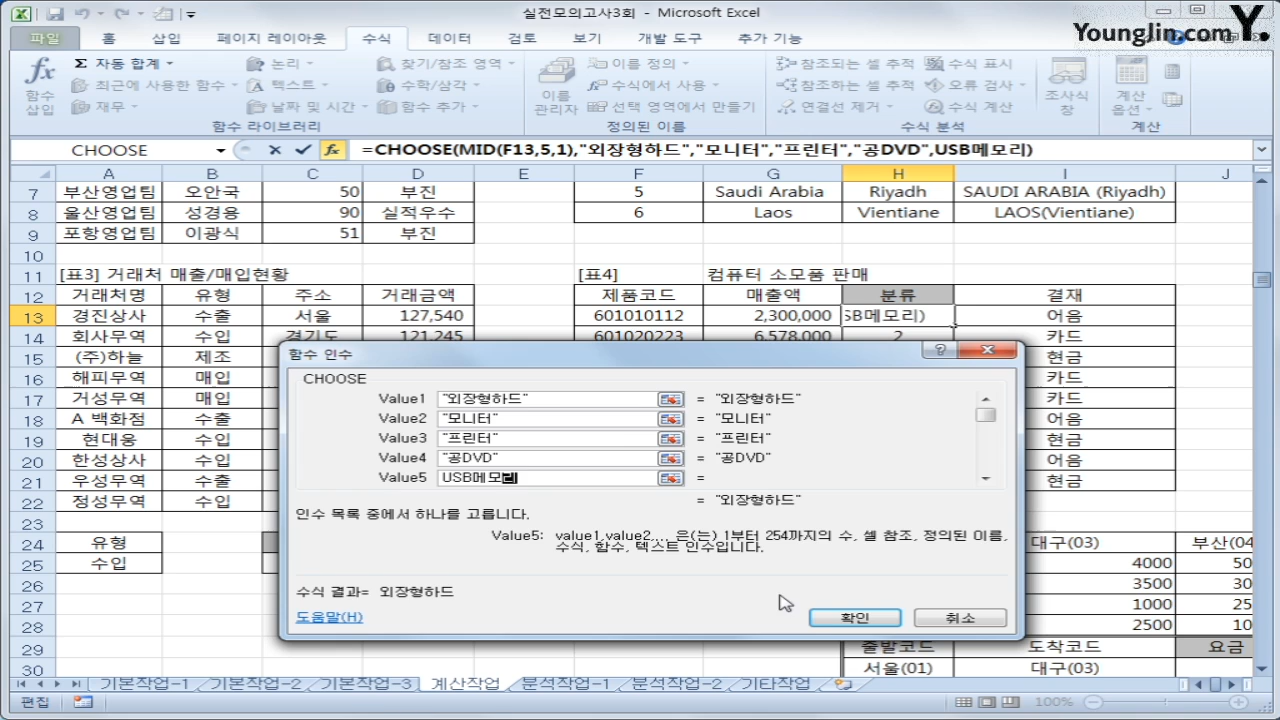 실전모의고사3회 - Microsoft Excel
Younglin.com Y.
파일 홈 삽입 페이지 레이아웃 수식 데이터 검토 보기 개발 도구 추가 기능
fx 함수 삽입
Σ 자동 합계 논리 찾기/참조 영역
최근에 사용한 함수 텍스트 수학/삼각
재무 날짜 및 시간 함수 추가
함수 라이브러리
이름 관리자
이름 정의
수식에서 사용
선택 영역에서 만들기
정의된 이름
참조되는 셀 추적 수식 표시
참조하는 셀 추적 오류 검사
연결선 제거 수식 계산
수식 분석
조사식 창
계산 옵션
계산
CHOOSE fx =CHOOSE(MID(F13,5,1),"외장형하드","모니터","프린터","공DVD",USB메모리)
A B C D E F G H I J
7 부산영업팀 오안국 50 부진 5 Saudi Arabia Riyadh SAUDI ARABIA (Riyadh)
8 울산영업팀 성경용 90 실적우수 6 Laos Vientiane LAOS(Vientiane)
9 포항영업팀 이광식 51 부진
10
11 [표3] 거래처 매출/매입현황 [표4] 컴퓨터 소모품 판매
12 거래처명 유형 주소 거래금액 제품코드 매출액 분류 결재
13 경진상사 수출 서울 127,540 601010112 2,300,000 SB메모리) 어음
14 회사무역 수입 경기도 121,245 601020223 6,578,000 2 카드
15 (주)하늘 제조 현금
16 해피무역 매입 카드
17 거성무역 매입 카드
18 A 백화점 수출 어음
19 현대웅 수입 현금
20 한성상사 수입 어음
21 우성무역 수출 현금
22 정성무역 수입
23
24 유형 대구(03) 부산(04
25 수입 4000 50
26 3500 30
27 1000 25
28 2500 10
29 출발코드 도착코드 요금
30 서울(01) 대구(03)
함수 인수
CHOOSE
Value1 "외장형하드" = "외장형하드"
Value2 "모니터" = "모니터"
Value3 "프린터" = "프린터"
Value4 "공DVD" = "공DVD"
Value5 USB메모리 =
= "외장형하드"
인수 목록 중에서 하나를 고릅니다.
Value5: value1,value2,... 은(는) 1부터 254까지의 수, 셀 참조, 정의된 이름,
수식, 함수, 텍스트 인수입니다.
수식 결과= 외장형하드
도움말(H) 확인 취소
기본작업-1 기본작업-2 기본작업-3 계산작업 분석작업-1 분석작업-2 기타작업
편집 100%